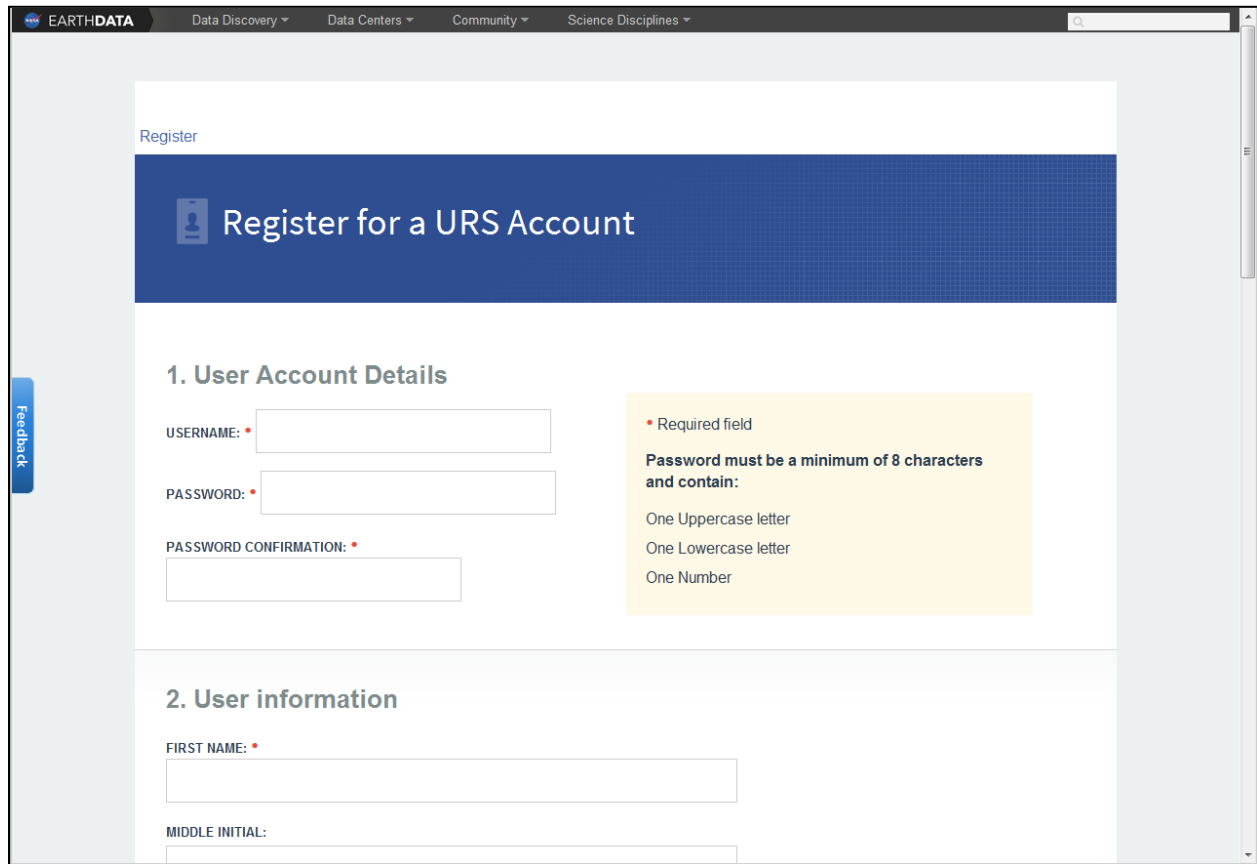 NASA EARTHDATA Data Discovery Data Centers Community Science Disciplines
Register
Register for a URS Account
1. User Account Details
USERNAME: •
PASSWORD: •
PASSWORD CONFIRMATION: •
• Required field
Password must be a minimum of 8 characters
and contain:
One Uppercase letter
One Lowercase letter
One Number
Feedback
2. User information
FIRST NAME: •
MIDDLE INITIAL: